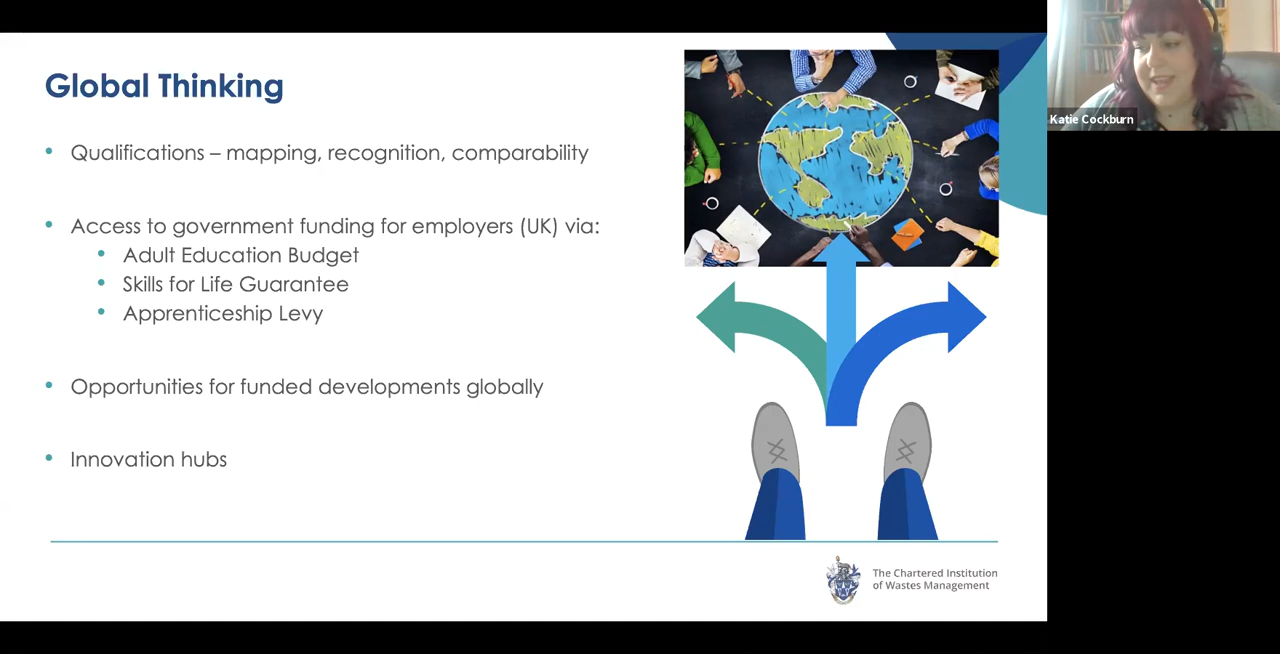 Global Thinking
• Qualifications – mapping, recognition, comparability
• Access to government funding for employers (UK) via:
• Adult Education Budget
• Skills for Life Guarantee
• Apprenticeship Levy
• Opportunities for funded developments globally
• Innovation hubs
The Chartered Institution
of Wastes Management
Katie Cockburn